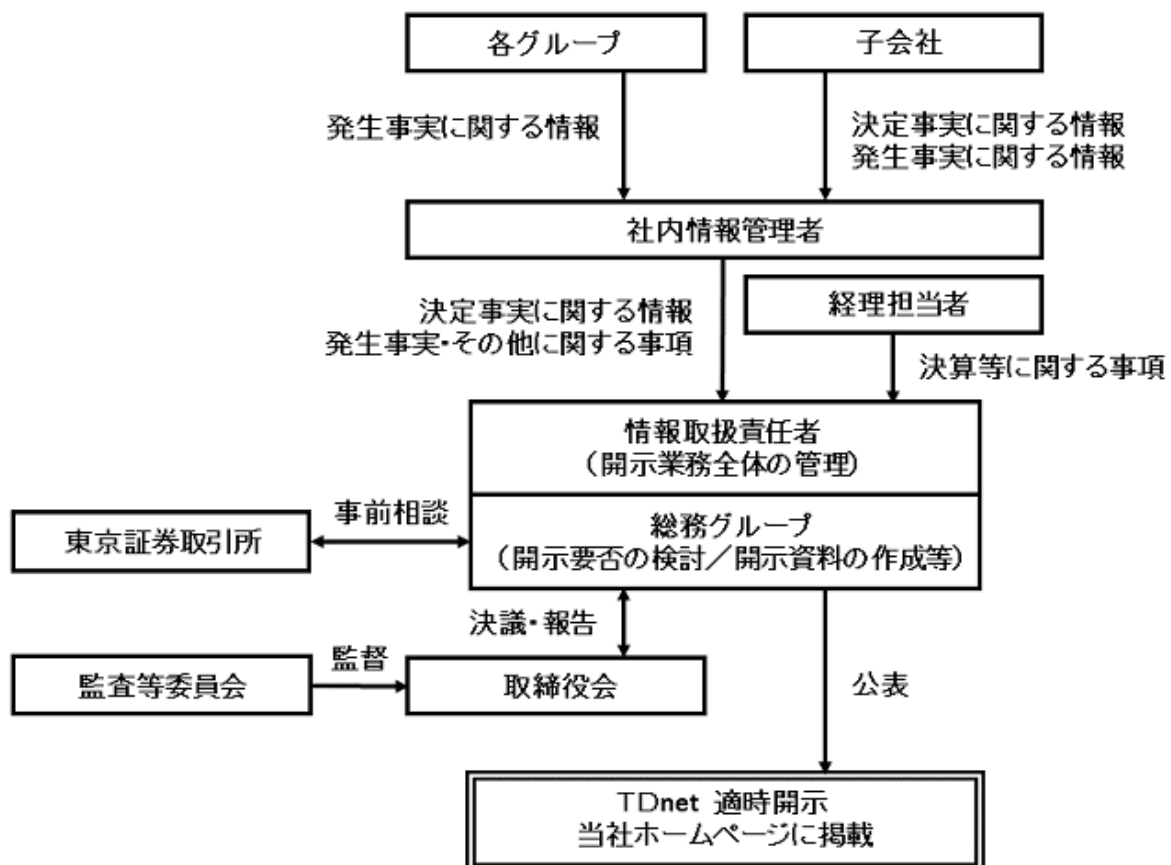 各グループ
子会社
発生事実に関する情報
決定事実に関する情報
発生事実に関する情報
社内情報管理者
決定事実に関する情報
発生事実・その他に関する事項
経理担当者
決算等に関する事項
情報取扱責任者
（開示業務全体の管理）
総務グループ
（開示要否の検討／開示資料の作成等）
東京証券取引所
事前相談
決議・報告
監査等委員会
監督
取締役会
公表
TDnet 適時開示
当社ホームページに掲載